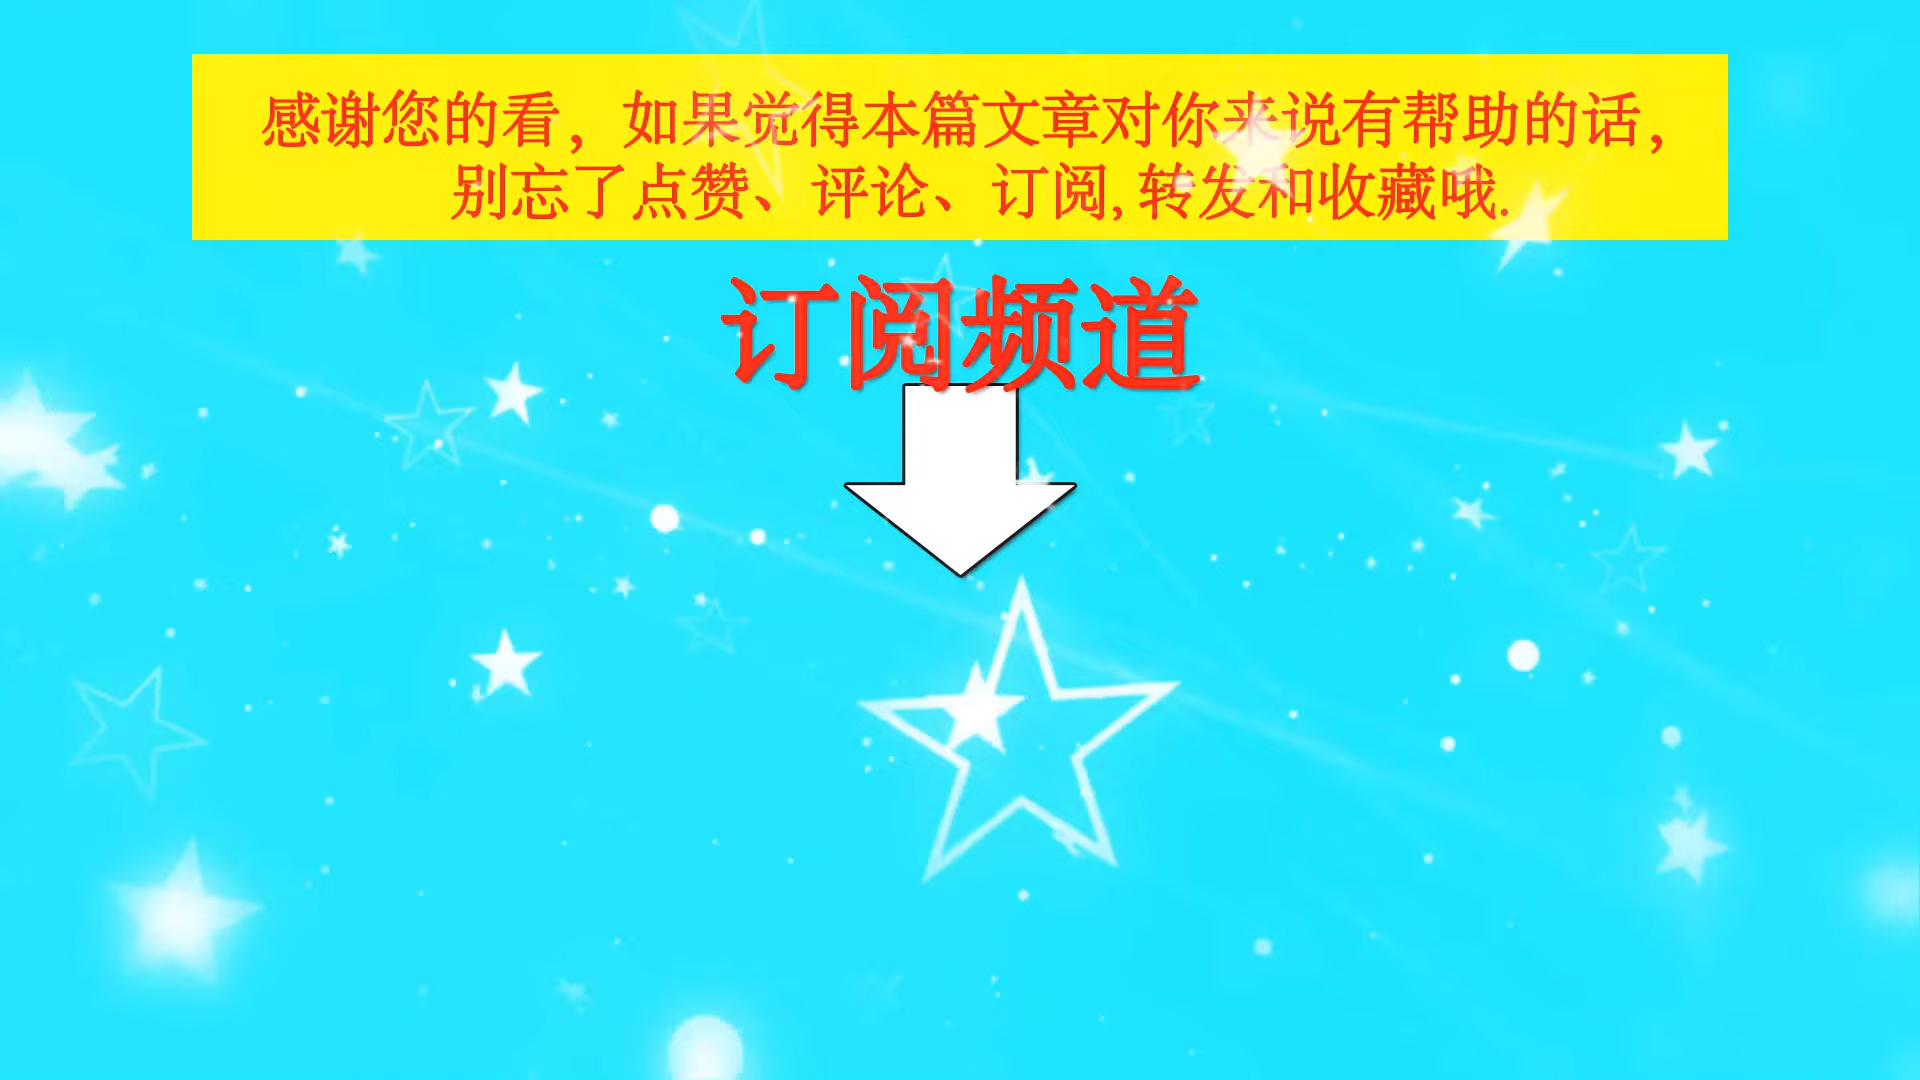 感谢您的看，如果觉得本篇文章对你来说有帮助的话，
别忘了点赞、评论、订阅,转发和收藏哦.
订阅频道